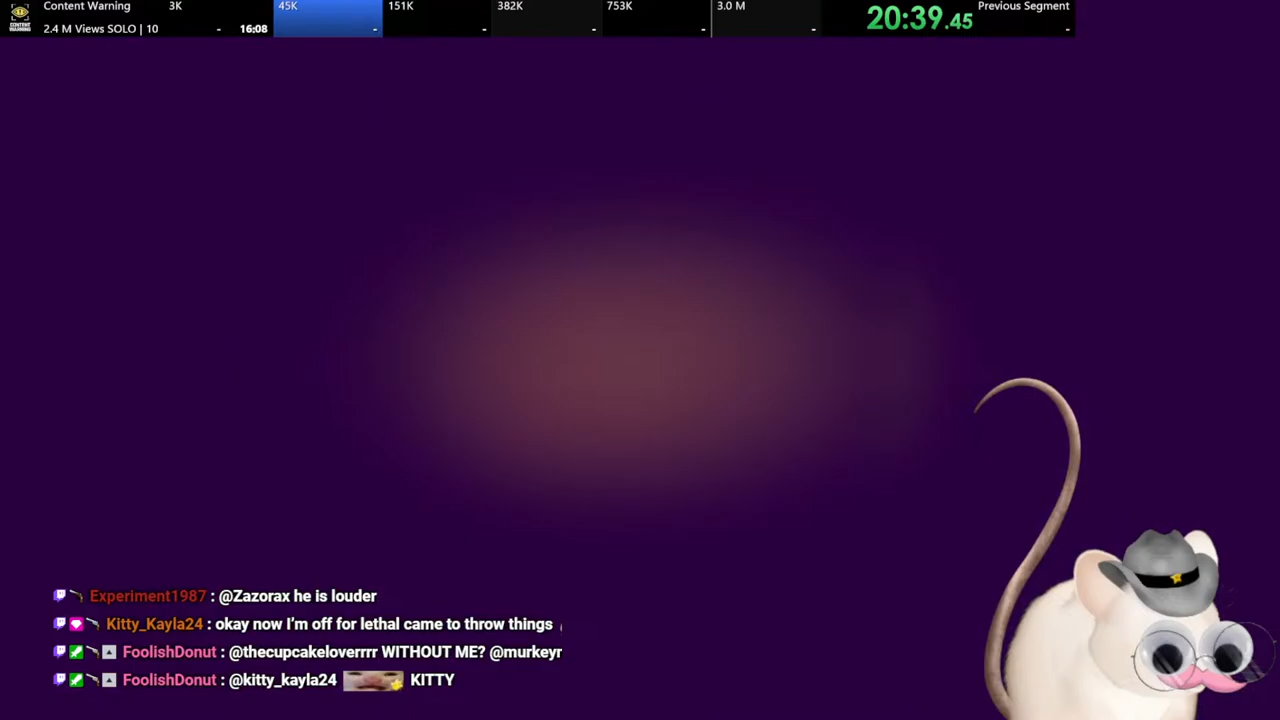 Content Warning 3K 45K 151K 382K 753K 3.0 M 20:39.45 Previous Segment
2.4 M Views SOLO | 10 - 16:08 - - - - - -
Experiment1987 : @Zazorax he is louder
Kitty_Kayla24 : okay now I'm off for lethal came to throw things
FoolishDonut : @thecupcakeloverrrr WITHOUT ME? @murkeyr
FoolishDonut : @kitty_kayla24 KITTY